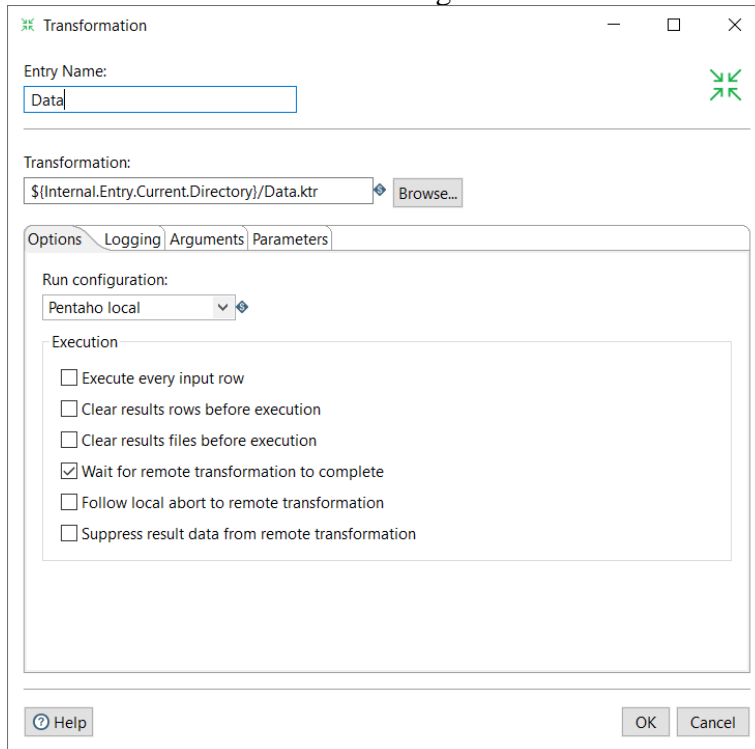 Transformation
Entry Name:
Data
Transformation:
${Internal.Entry.Current.Directory}/Data.ktr
Browse...
Options Logging Arguments Parameters
Run configuration:
Pentaho local
Execution
Execute every input row
Clear results rows before execution
Clear results files before execution
Wait for remote transformation to complete
Follow local abort to remote transformation
Suppress result data from remote transformation
Help OK Cancel